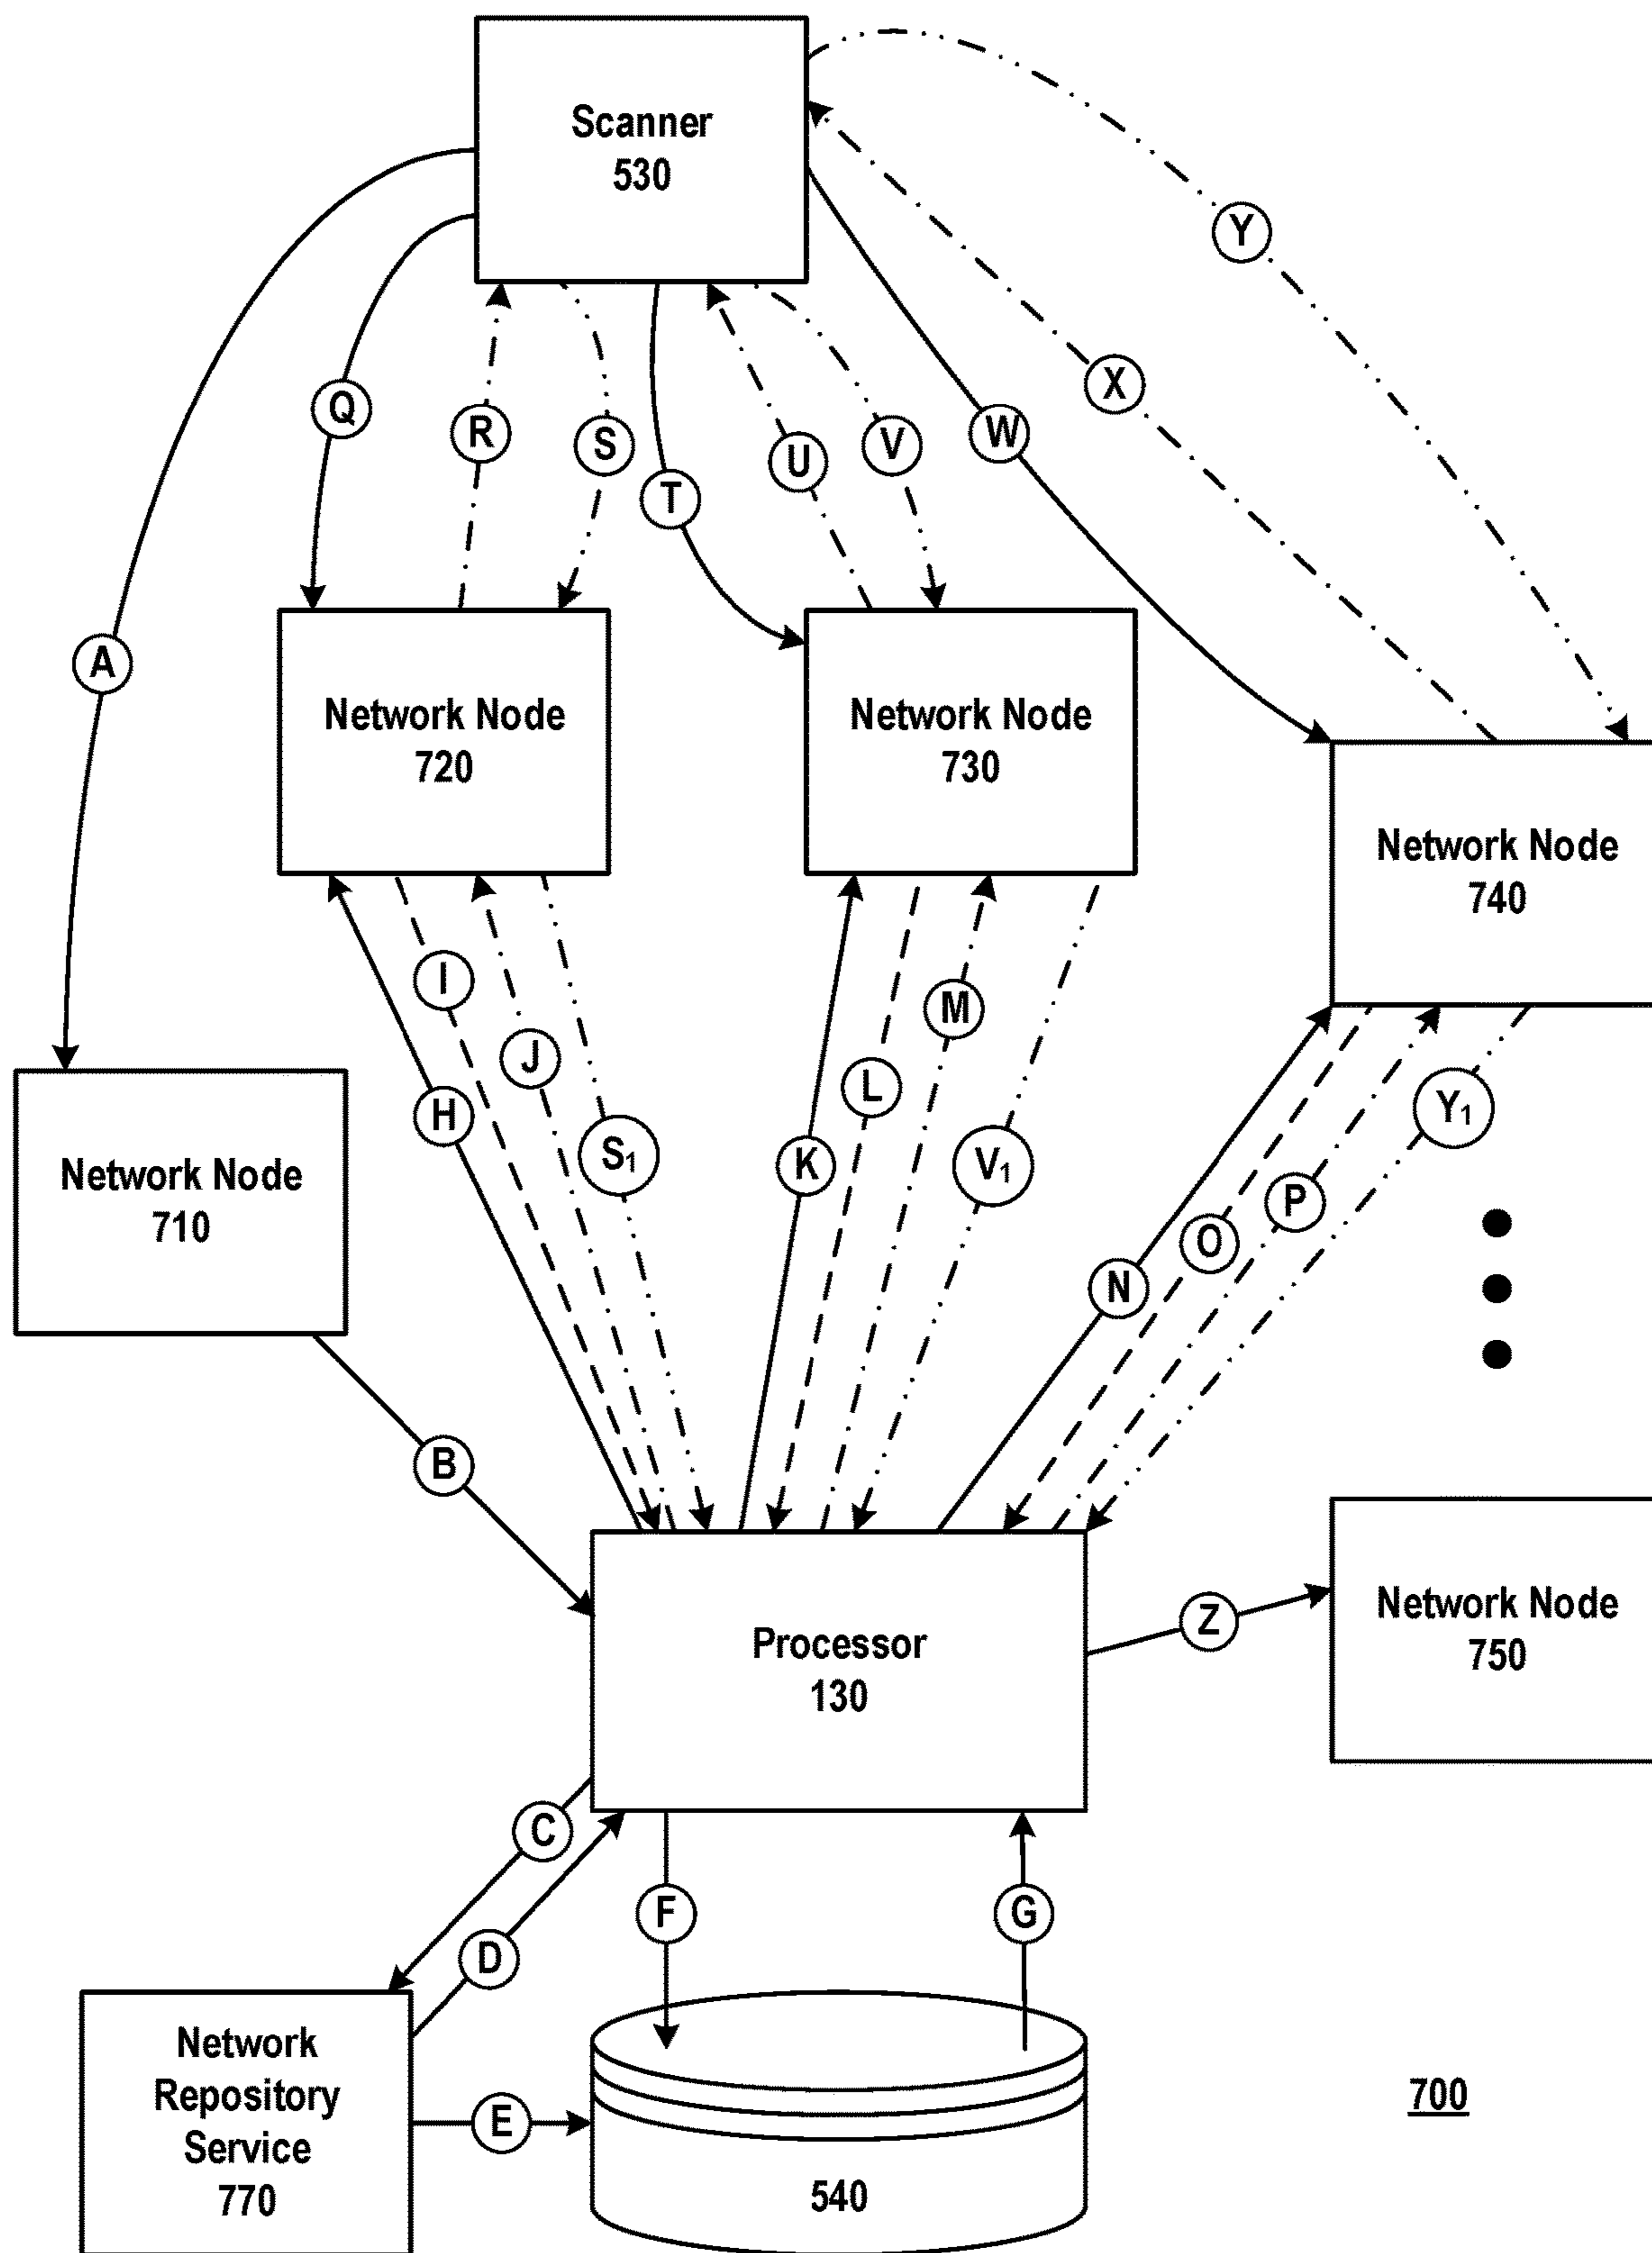 Scanner
530
Y
X
Q
R
S
T
U
V
W
A
Network Node
720
Network Node
730
Network Node
740
I
J
H
S1
M
L
K
V1
Y1
P
O
N
Network Node
710
B
Network Node
750
Z
Processor
130
C
D
F
G
Network
Repository
Service
770
E
540
700